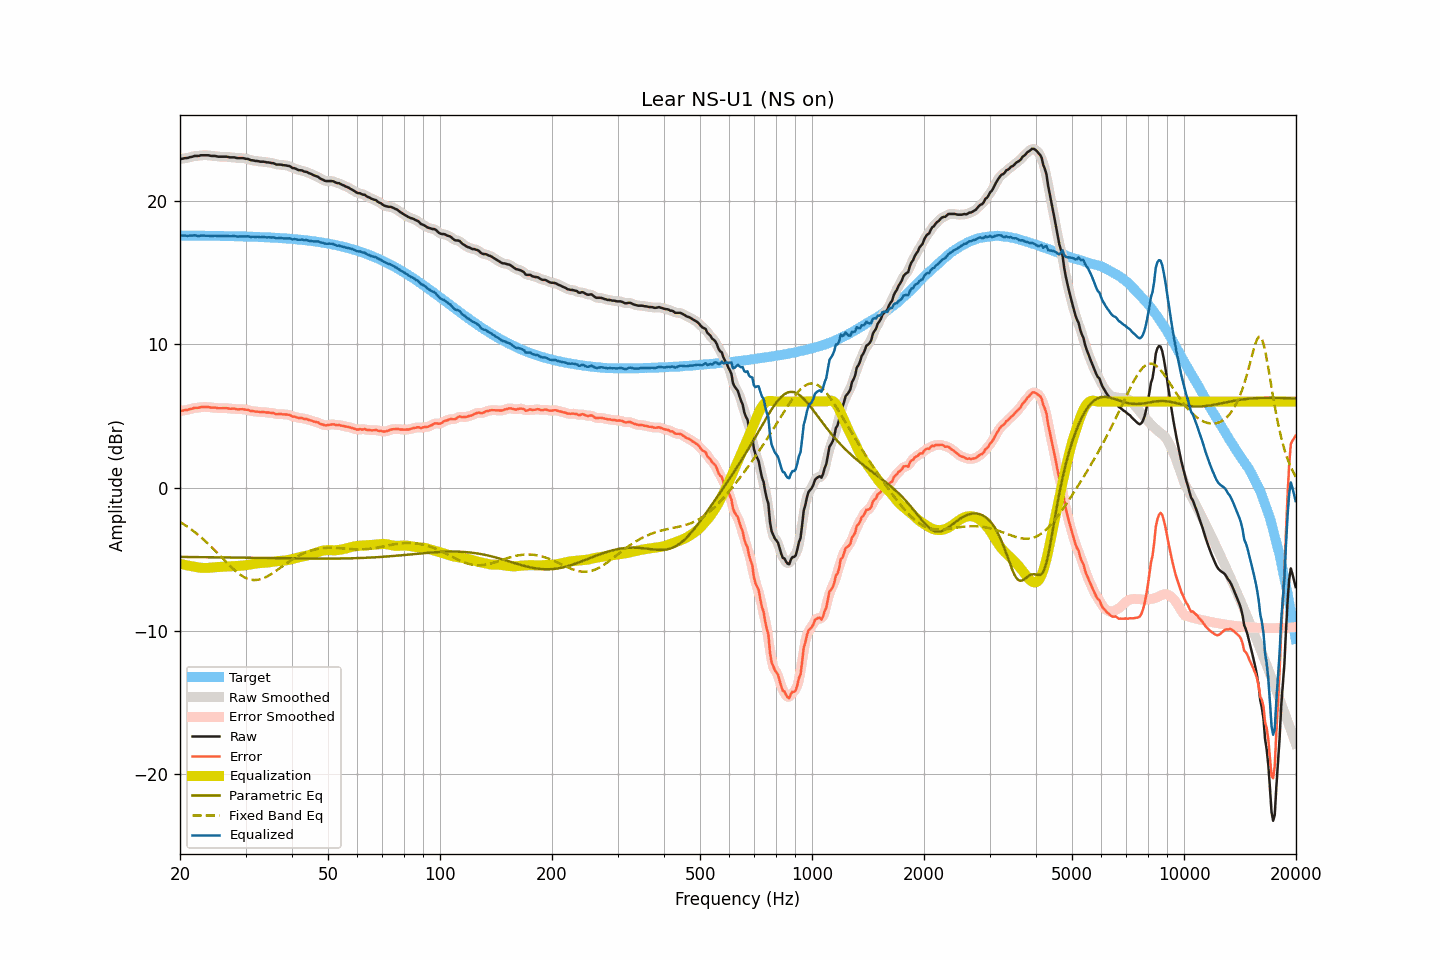 Lear NS-U1 (NS on)
20
10
0
−10
−20
Amplitude (dBr)
Target
Raw Smoothed
Error Smoothed
Raw
Error
Equalization
Parametric Eq
Fixed Band Eq
Equalized
20 50 100 200 500 1000 2000 5000 10000 20000
Frequency (Hz)